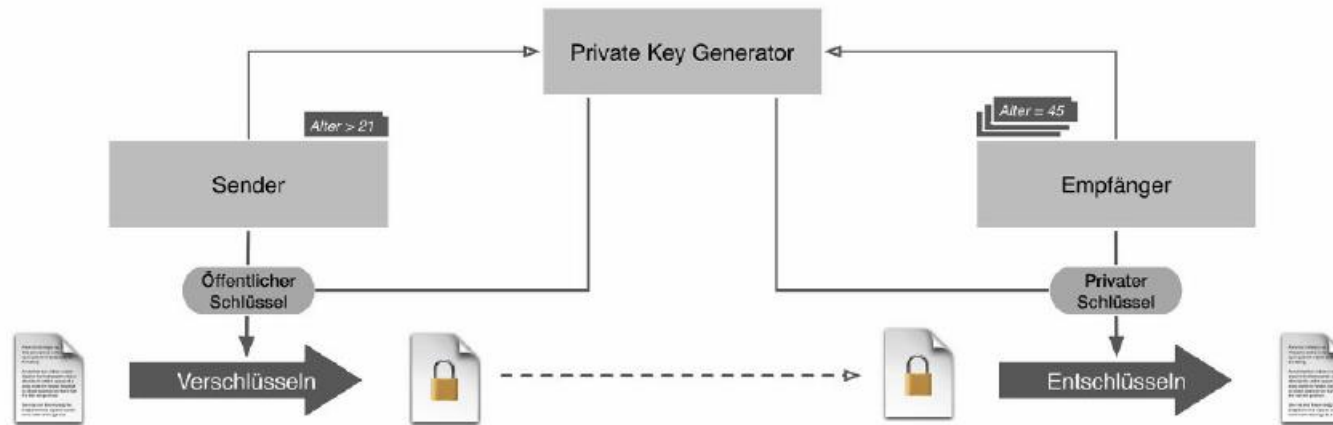 Private Key Generator
Alter > 21
Alter = 45
Sender
Empfänger
Öffentlicher
Schlüssel
Privater
Schlüssel
Verschlüsseln
Entschlüsseln